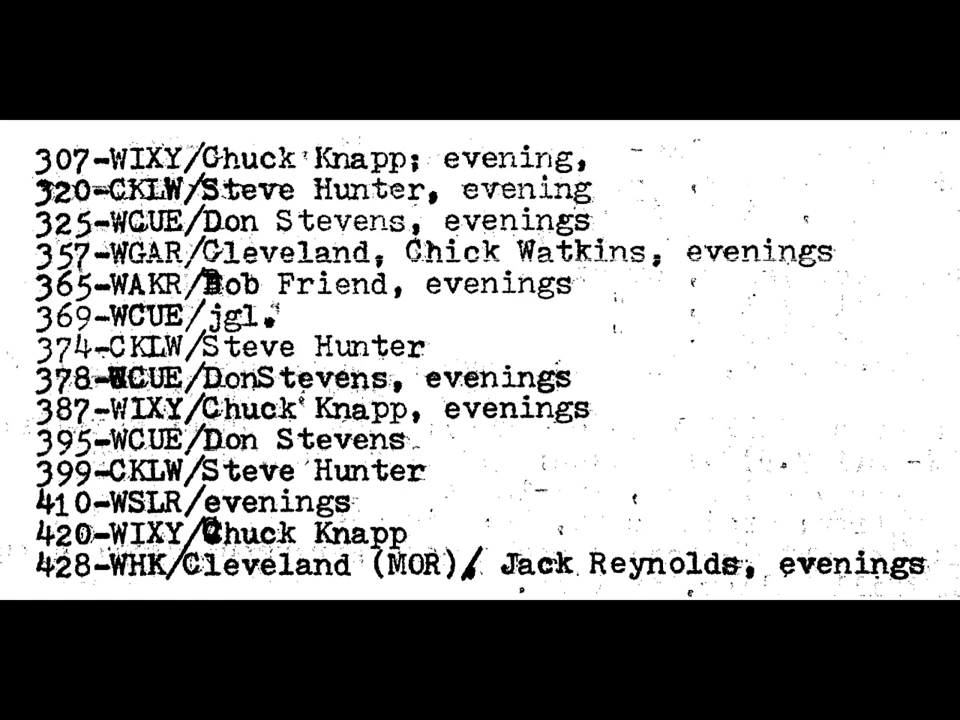 307-WIXY/Chuck Knapp; evening,
320-CKLW/Steve Hunter, evening
325-WCUE/Don Stevens, evenings
357-WGAR/Cleveland, Chick Watkins, evenings
365-WAKR/Bob Friend, evenings
369-WCUE/jgl.
374-CKLW/Steve Hunter
378-WCUE/DonStevens, evenings
387-WIXY/Chuck Knapp, evenings
395-WCUE/Don Stevens
399-CKLW/Steve Hunter
410-WSLR/evenings
420-WIXY/Chuck Knapp
428-WHK/Cleveland (MOR)/ Jack Reynolds, evenings